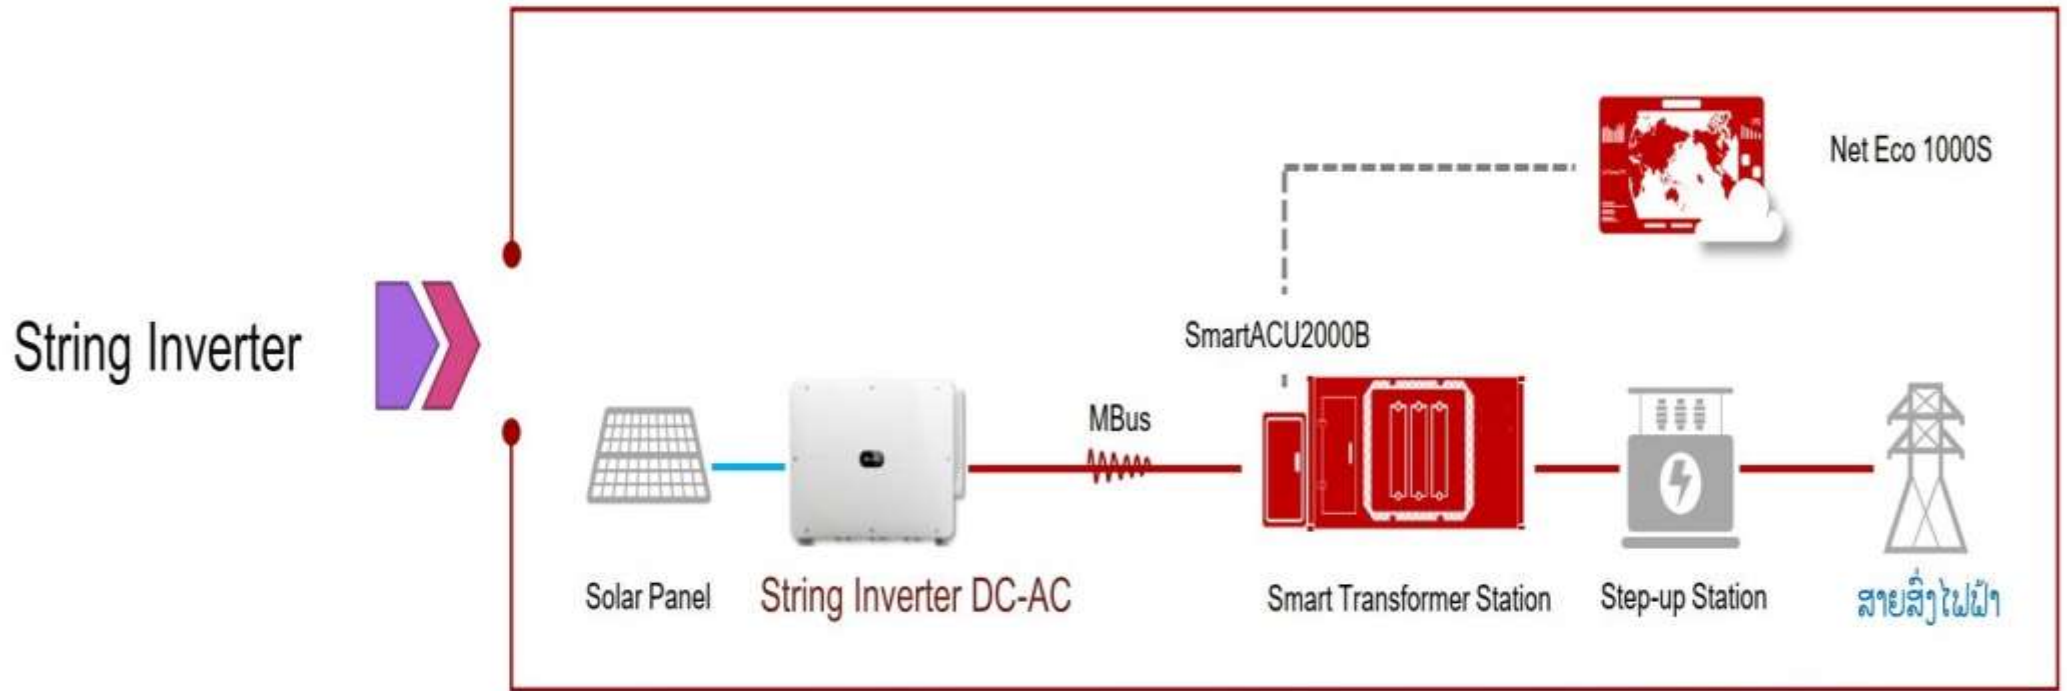 Net Eco 1000S
SmartACU2000B
String Inverter
MBus
Solar Panel
String Inverter DC-AC
Smart Transformer Station
Step-up Station
ສາຍສົ່ງໄຟຟ້າ